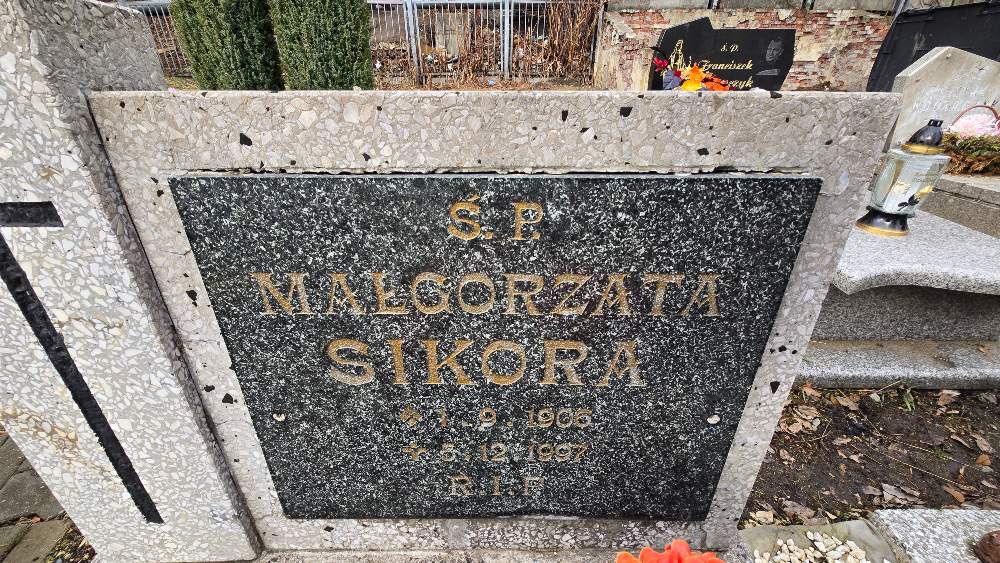 Ś. P.
MAŁGORZATA
SIKORA
1. 9. 1906
5. 12. 1997
R. I. P.
Ś. P.
Franciszek